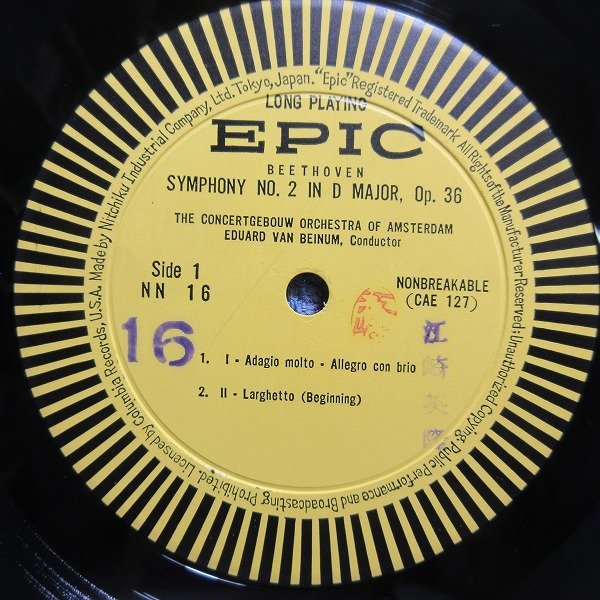 Licensed by Columbia Records, U.S.A. Made by Nitchiku Industrial Company, Ltd. Tokyo, Japan. "Epic" Registered Trademark All Rights of the Manufacturer Reserved: Unauthorized Copying, Public Performance and Broadcasting Prohibited.
LONG PLAYING
EPIC
BEETHOVEN
SYMPHONY NO. 2 IN D MAJOR, Op. 36
THE CONCERTGEBOUW ORCHESTRA OF AMSTERDAM
EDUARD VAN BEINUM, Conductor
Side 1
NN 16
NONBREAKABLE
(CAE 127)
16
1. I - Adagio molto - Allegro con brio
2. II - Larghetto (Beginning)